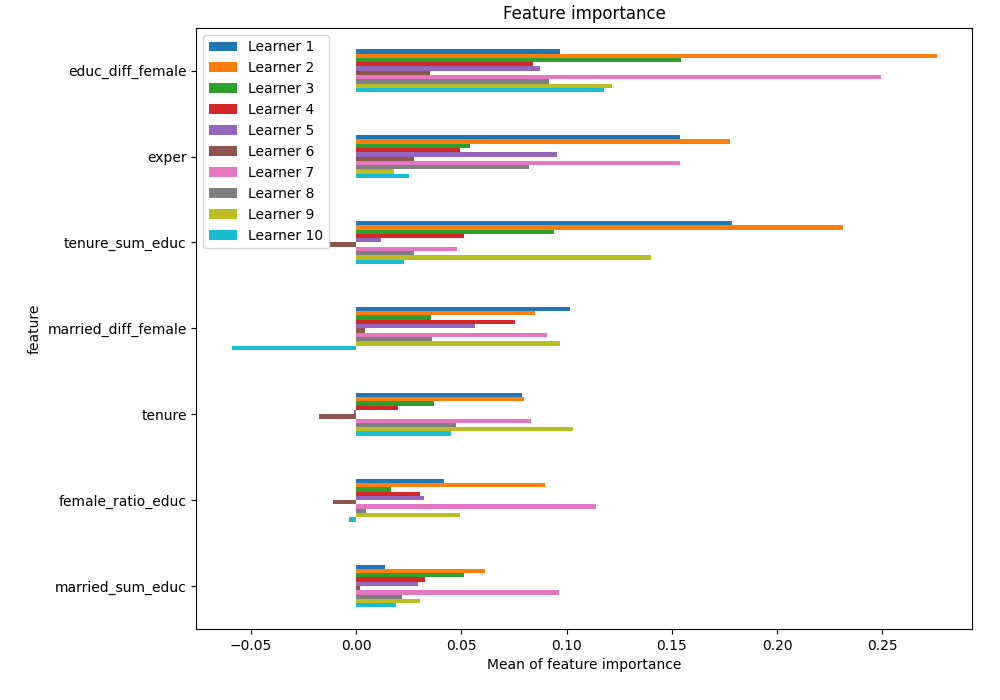 Feature importance
Learner 1
Learner 2
Learner 3
Learner 4
Learner 5
Learner 6
Learner 7
Learner 8
Learner 9
Learner 10
educ_diff_female
exper
tenure_sum_educ
married_diff_female
tenure
female_ratio_educ
married_sum_educ
feature
−0.05 0.00 0.05 0.10 0.15 0.20 0.25
Mean of feature importance